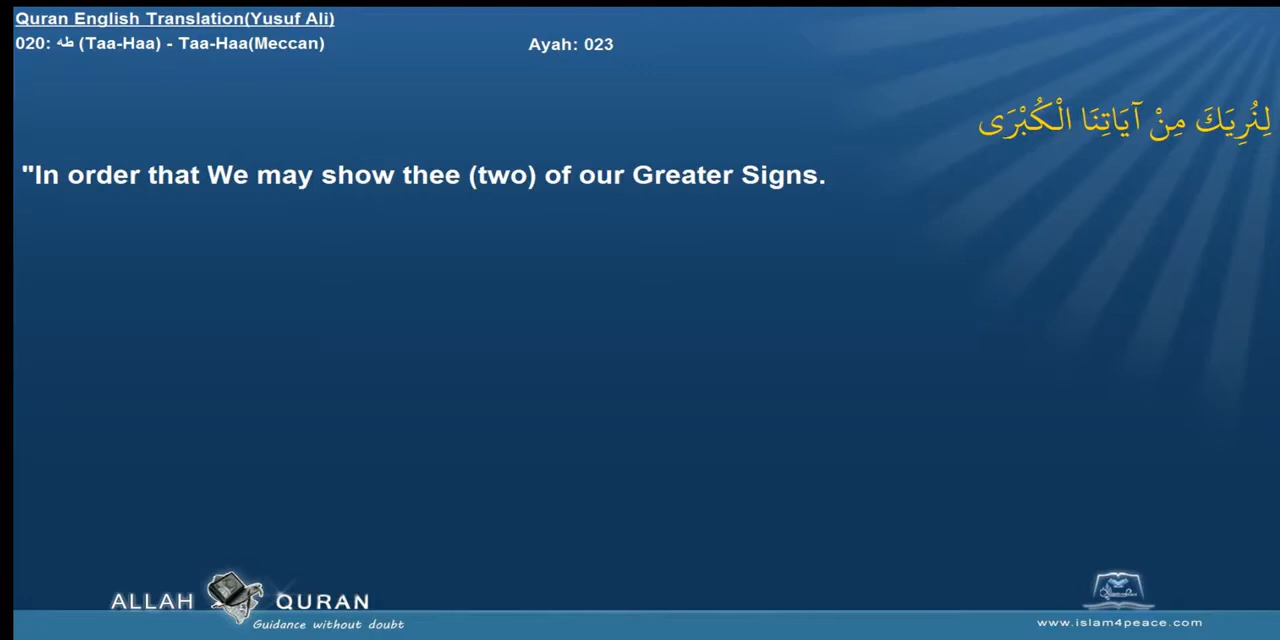 Quran English Translation(Yusuf Ali)
020: طه (Taa-Haa) - Taa-Haa(Meccan) Ayah: 023
لِنُرِيَكَ مِنْ آيَاتِنَا الْكُبْرَى
"In order that We may show thee (two) of our Greater Signs.
ALLAH QURAN
Guidance without doubt
www.islam4peace.com